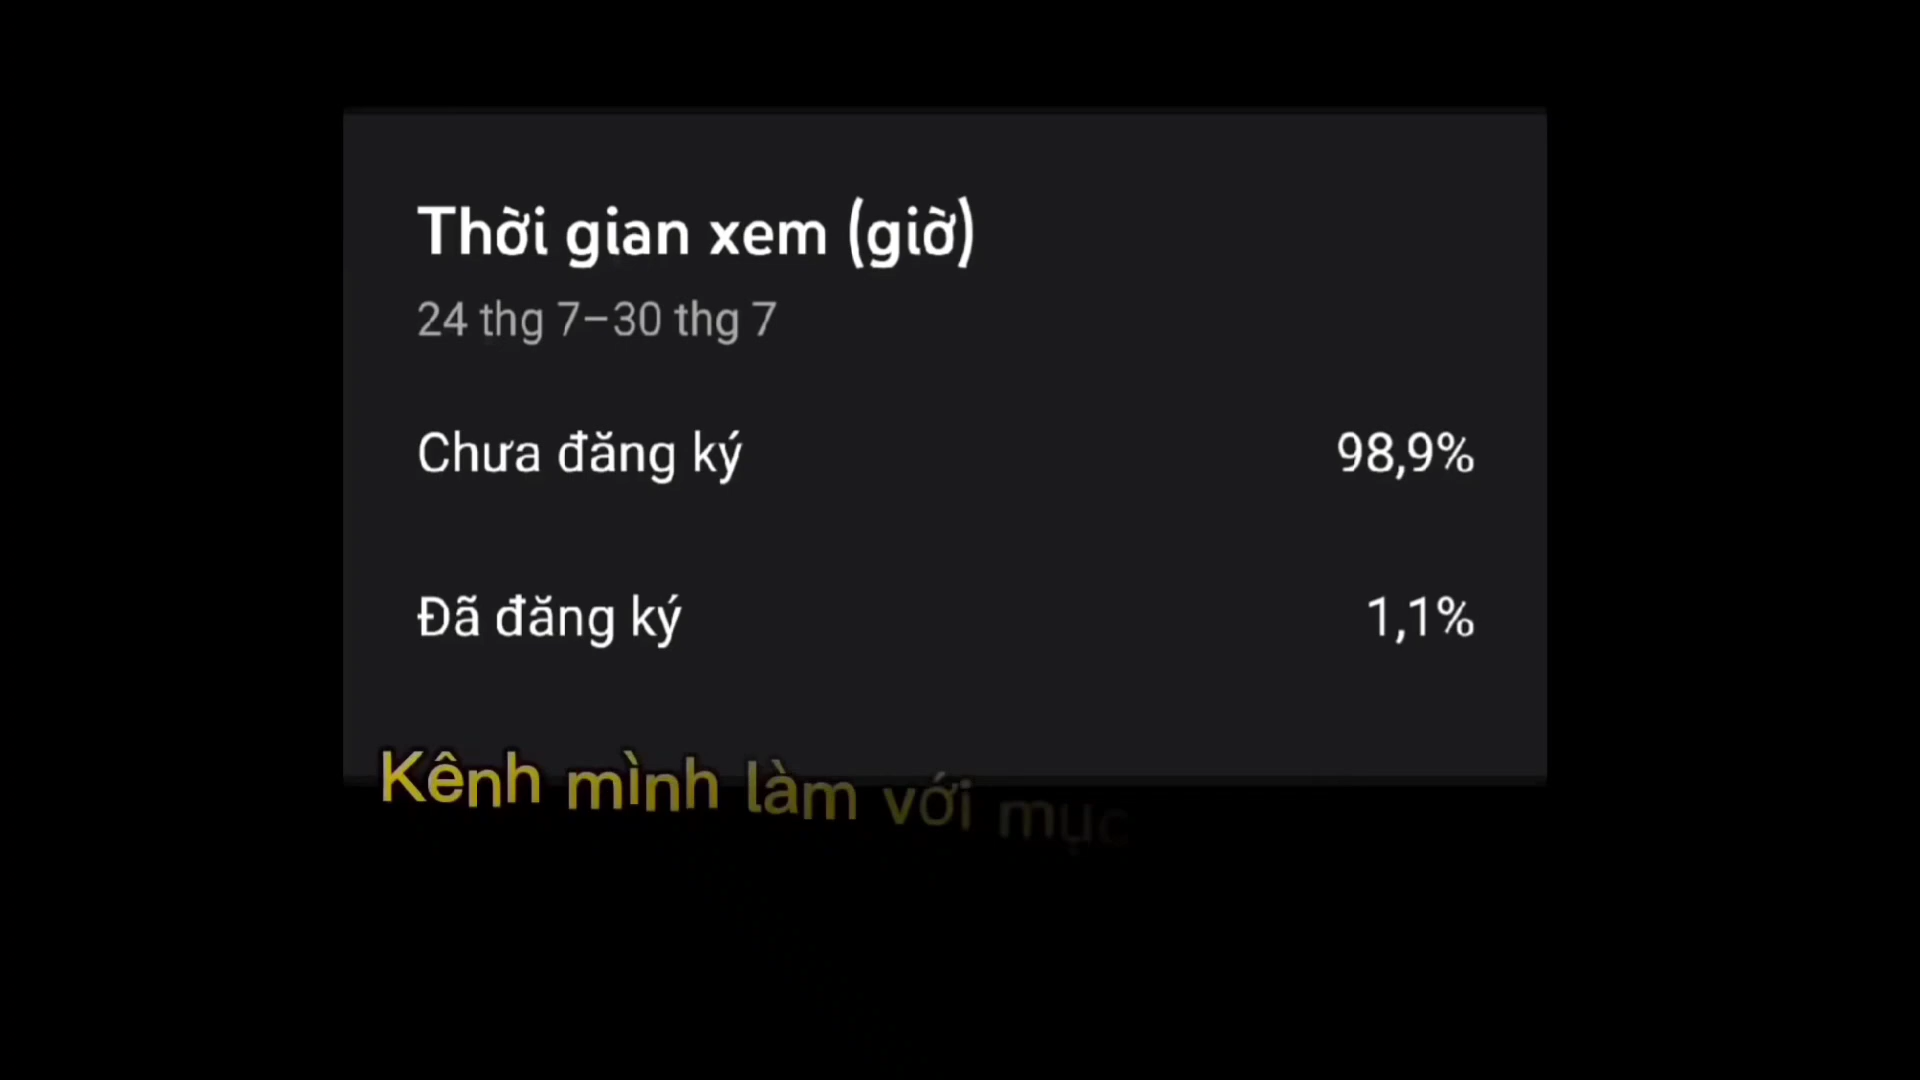 Thời gian xem (giờ)
24 thg 7–30 thg 7
Chưa đăng ký 98,9%
Đã đăng ký 1,1%
Kênh mình làm với mục